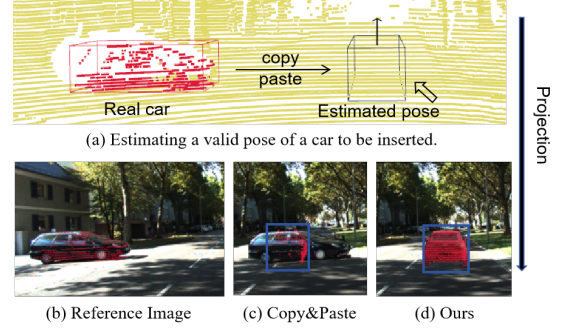 copy
paste
Real car
Estimated pose
(a) Estimating a valid pose of a car to be inserted.
Projection
(b) Reference Image
(c) Copy&Paste
(d) Ours